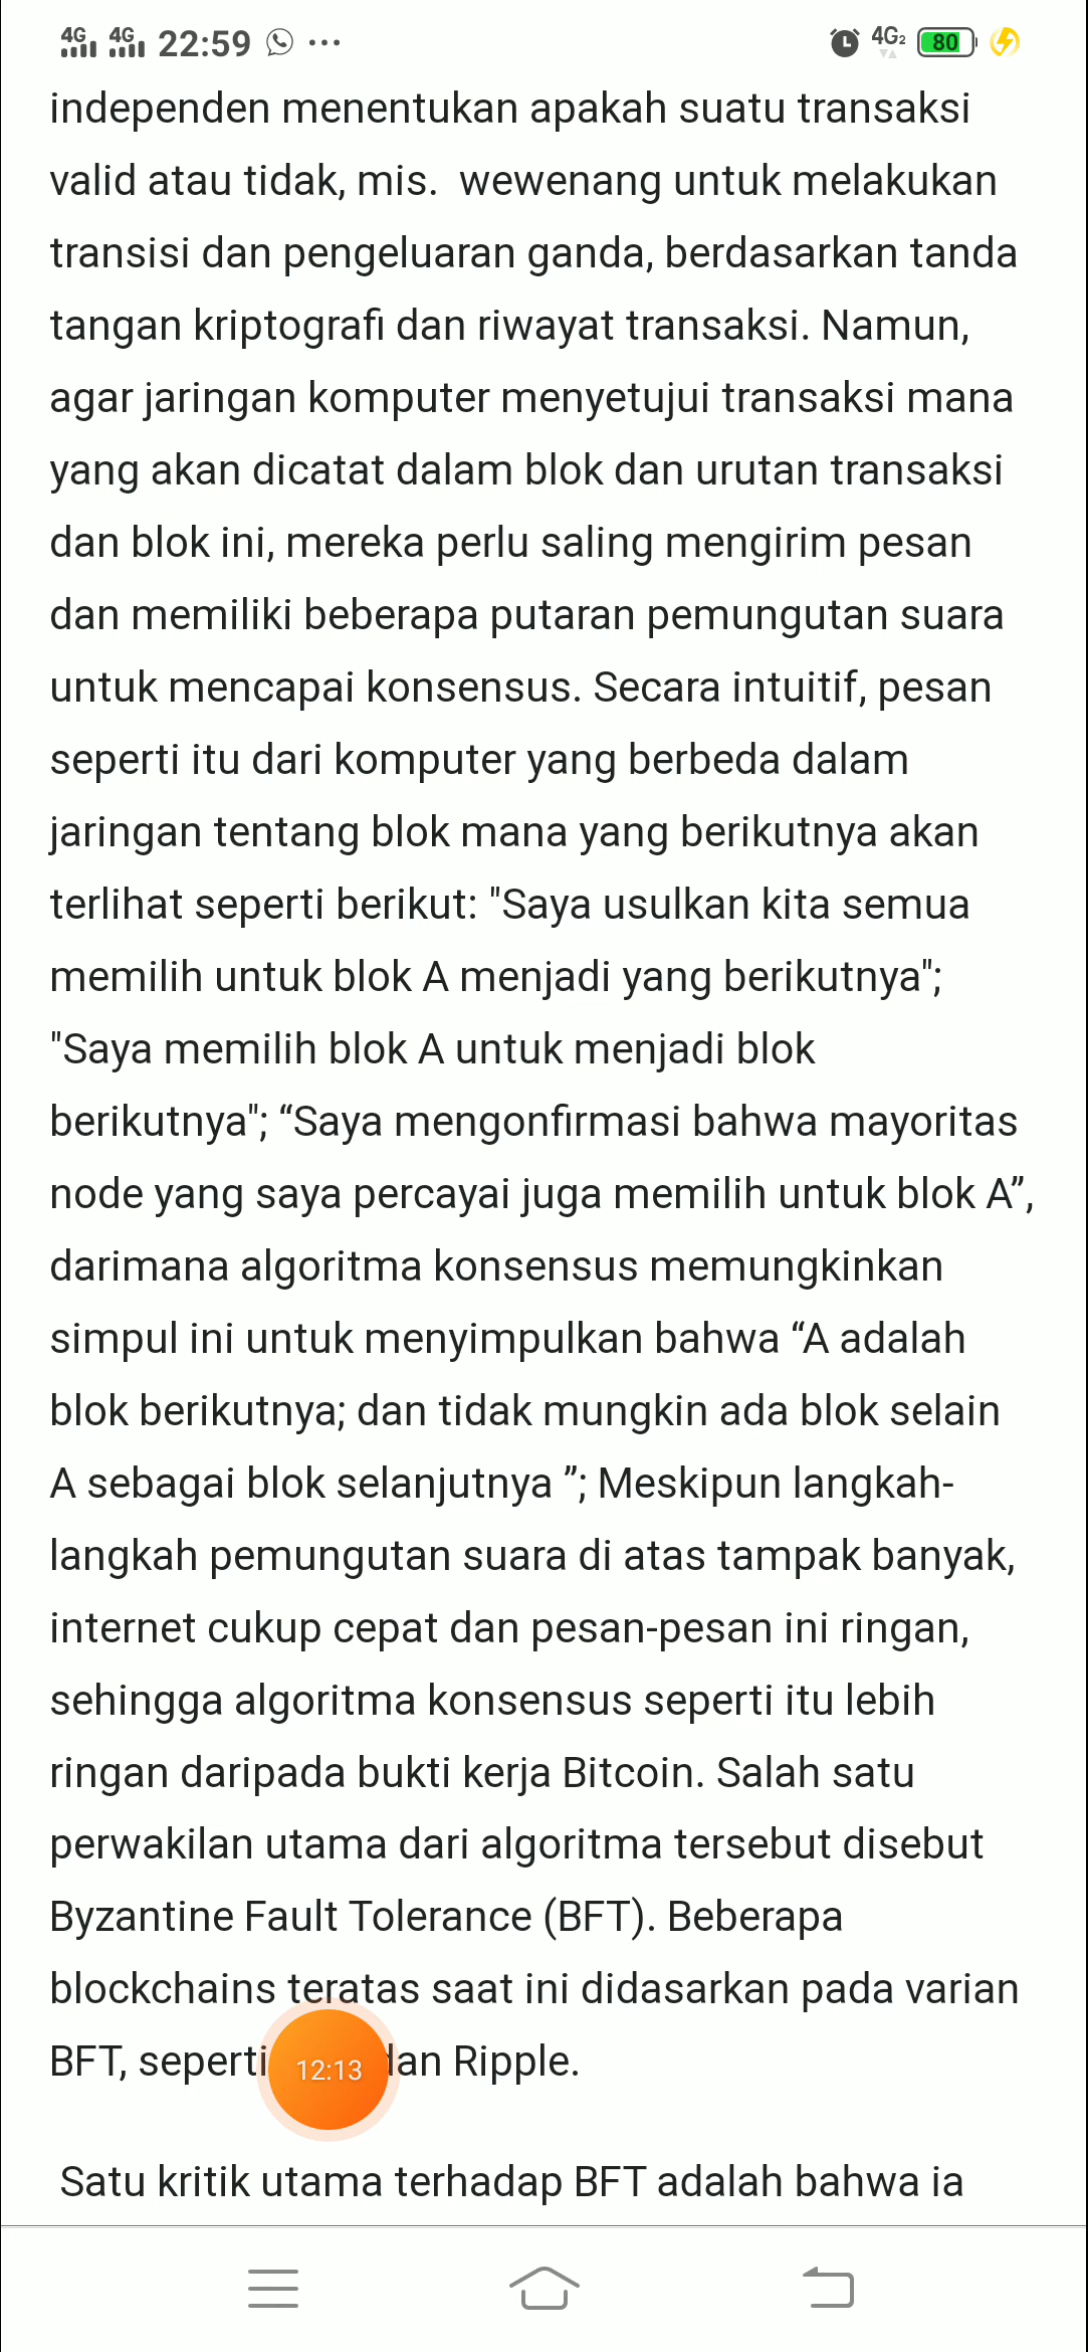 4G 4G 22:59 ... 4G2 80
independen menentukan apakah suatu transaksi
valid atau tidak, mis.  wewenang untuk melakukan
transisi dan pengeluaran ganda, berdasarkan tanda
tangan kriptografi dan riwayat transaksi. Namun,
agar jaringan komputer menyetujui transaksi mana
yang akan dicatat dalam blok dan urutan transaksi
dan blok ini, mereka perlu saling mengirim pesan
dan memiliki beberapa putaran pemungutan suara
untuk mencapai konsensus. Secara intuitif, pesan
seperti itu dari komputer yang berbeda dalam
jaringan tentang blok mana yang berikutnya akan
terlihat seperti berikut: "Saya usulkan kita semua
memilih untuk blok A menjadi yang berikutnya";
"Saya memilih blok A untuk menjadi blok
berikutnya"; “Saya mengonfirmasi bahwa mayoritas
node yang saya percayai juga memilih untuk blok A”,
darimana algoritma konsensus memungkinkan
simpul ini untuk menyimpulkan bahwa “A adalah
blok berikutnya; dan tidak mungkin ada blok selain
A sebagai blok selanjutnya ”; Meskipun langkah-
langkah pemungutan suara di atas tampak banyak,
internet cukup cepat dan pesan-pesan ini ringan,
sehingga algoritma konsensus seperti itu lebih
ringan daripada bukti kerja Bitcoin. Salah satu
perwakilan utama dari algoritma tersebut disebut
Byzantine Fault Tolerance (BFT). Beberapa
blockchains teratas saat ini didasarkan pada varian
BFT, seperti 12:13 dan Ripple.
Satu kritik utama terhadap BFT adalah bahwa ia